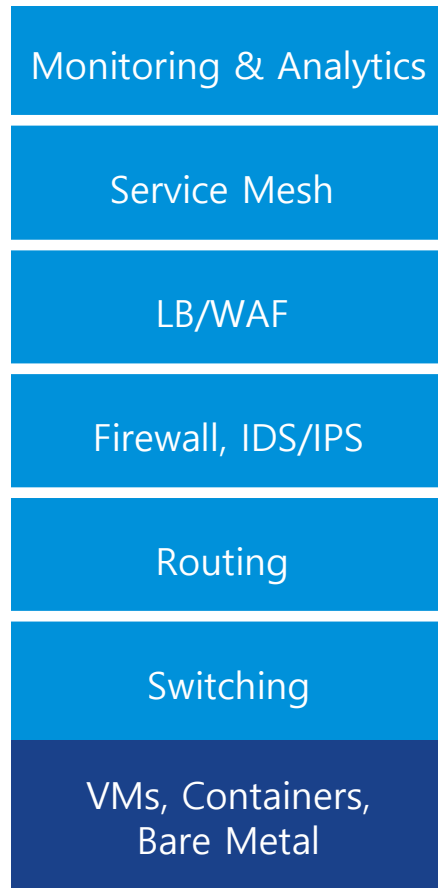 Monitoring & Analytics
Service Mesh
LB/WAF
Firewall, IDS/IPS
Routing
Switching
VMs, Containers,
Bare Metal